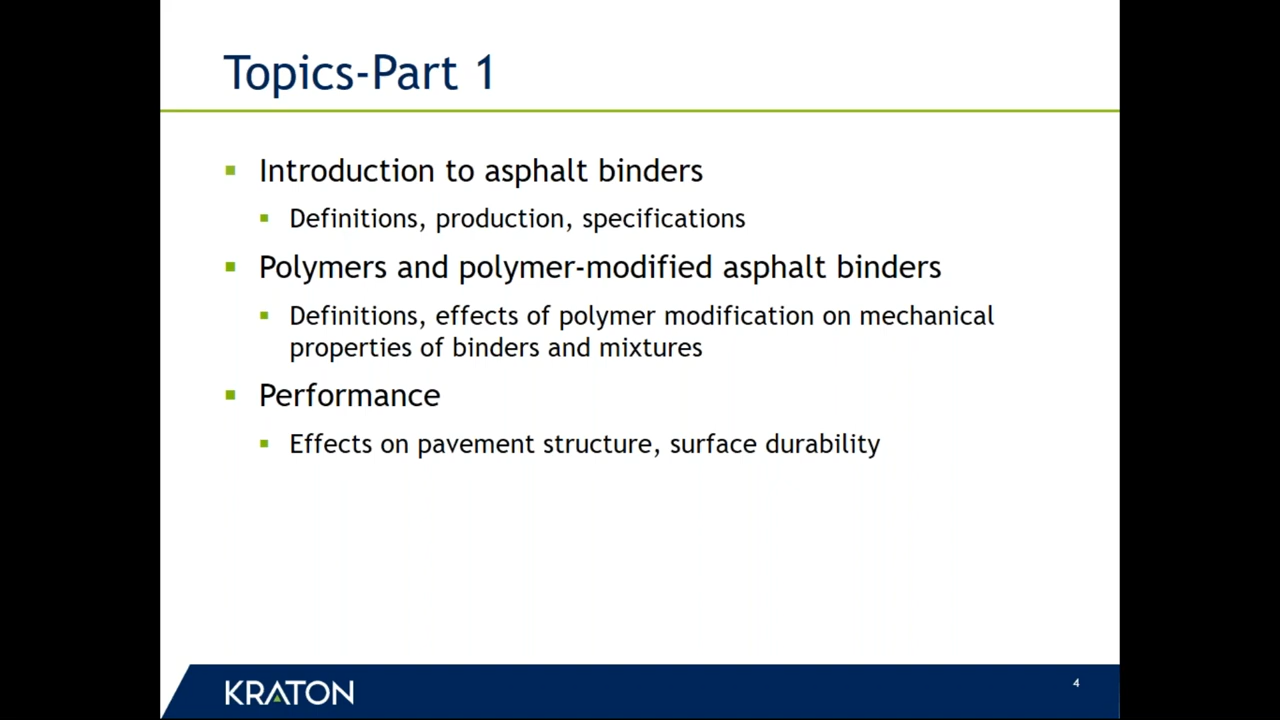 Topics-Part 1
Introduction to asphalt binders
Definitions, production, specifications
Polymers and polymer-modified asphalt binders
Definitions, effects of polymer modification on mechanical
properties of binders and mixtures
Performance
Effects on pavement structure, surface durability
KRATON
4